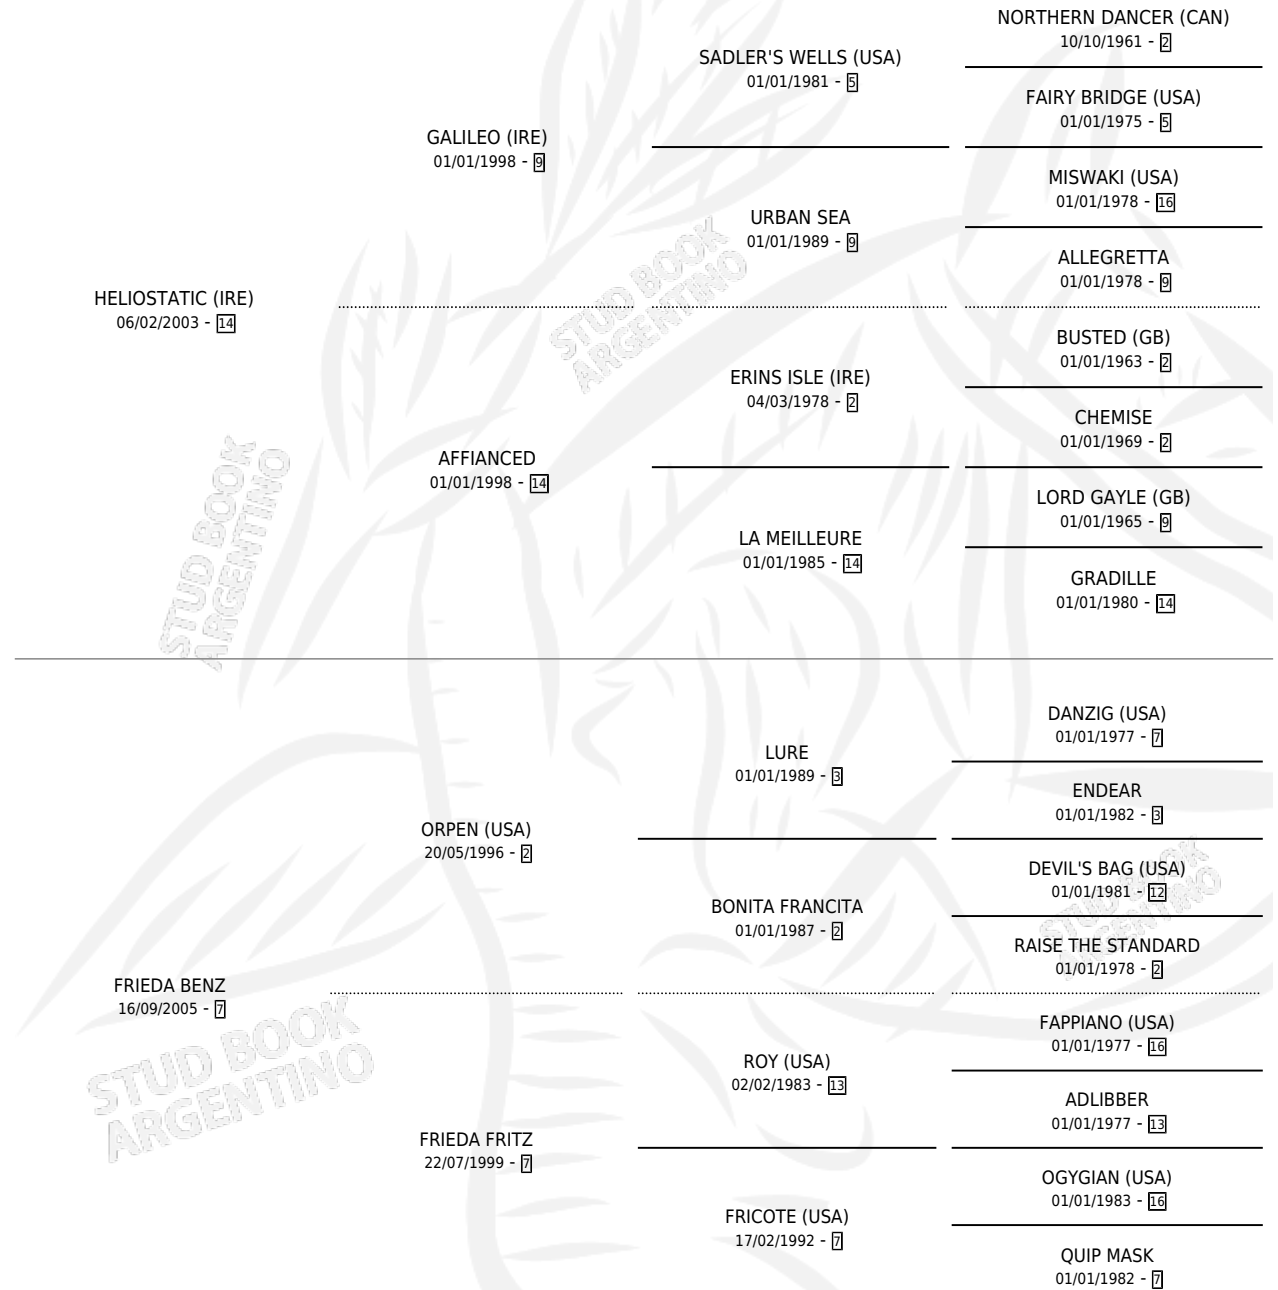 NORTHERN DANCER (CAN)
10/10/1961 - 2
SADLER'S WELLS (USA)
01/01/1981 - 5
FAIRY BRIDGE (USA)
01/01/1975 - 5
GALILEO (IRE)
01/01/1998 - 9
MISWAKI (USA)
01/01/1978 - 16
URBAN SEA
01/01/1989 - 9
ALLEGRETTA
01/01/1978 - 9
HELIOSTATIC (IRE)
06/02/2003 - 14
BUSTED (GB)
01/01/1963 - 2
ERINS ISLE (IRE)
04/03/1978 - 2
CHEMISE
01/01/1969 - 2
AFFIANCED
01/01/1998 - 14
LORD GAYLE (GB)
01/01/1965 - 9
LA MEILLEURE
01/01/1985 - 14
GRADILLE
01/01/1980 - 14
DANZIG (USA)
01/01/1977 - 7
LURE
01/01/1989 - 3
ENDEAR
01/01/1982 - 3
ORPEN (USA)
20/05/1996 - 2
DEVIL'S BAG (USA)
01/01/1981 - 12
BONITA FRANCITA
01/01/1987 - 2
RAISE THE STANDARD
01/01/1978 - 2
FRIEDA BENZ
16/09/2005 - 7
FAPPIANO (USA)
01/01/1977 - 16
ROY (USA)
02/02/1983 - 13
ADLIBBER
01/01/1977 - 13
FRIEDA FRITZ
22/07/1999 - 7
OGYGIAN (USA)
01/01/1983 - 16
FRICOTE (USA)
17/02/1992 - 7
QUIP MASK
01/01/1982 - 7
STUD BOOK
ARGENTINO
STUD BOOK
ARGENTINO
STUD BOOK
ARGENTINO
STUD BOOK
ARGENTINO